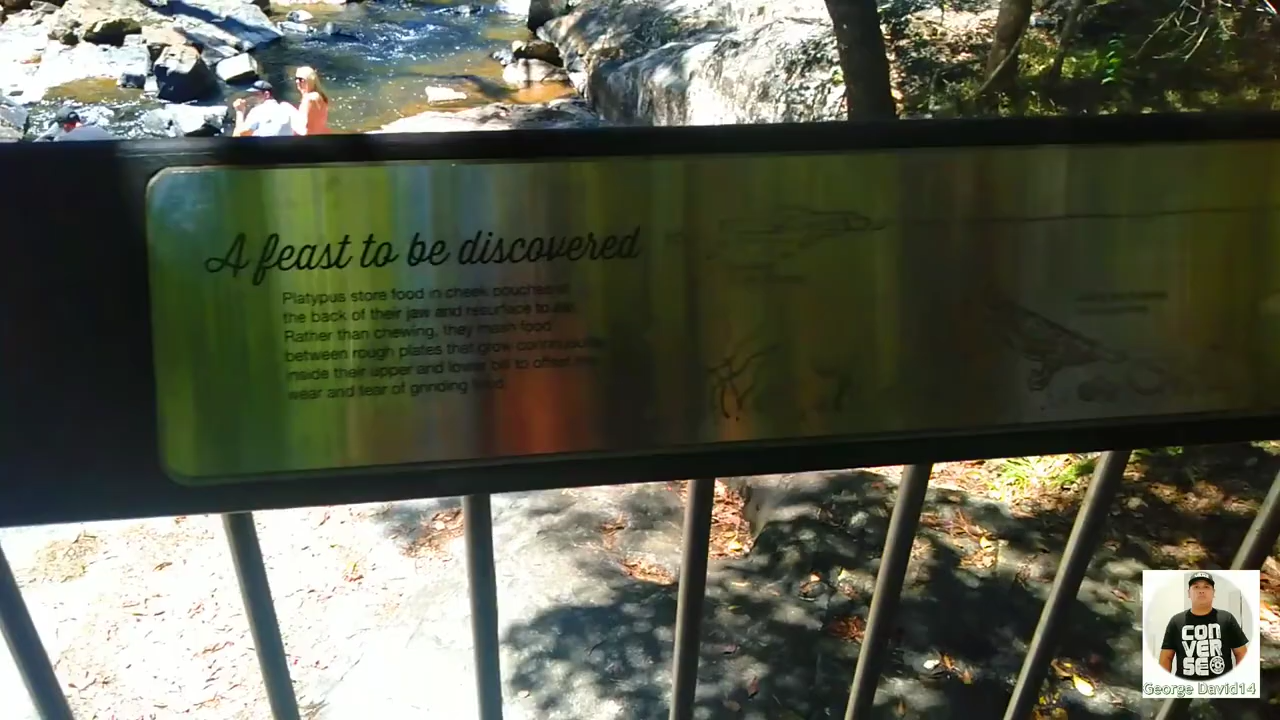 A feast to be discovered
Platypus store food in cheek pouches at
the back of their jaw and resurface to eat.
Rather than chewing, they mash food
between rough plates that grow continuously
inside their upper and lower bill to offset the
wear and tear of grinding food.
CON
VER
SE
George David14